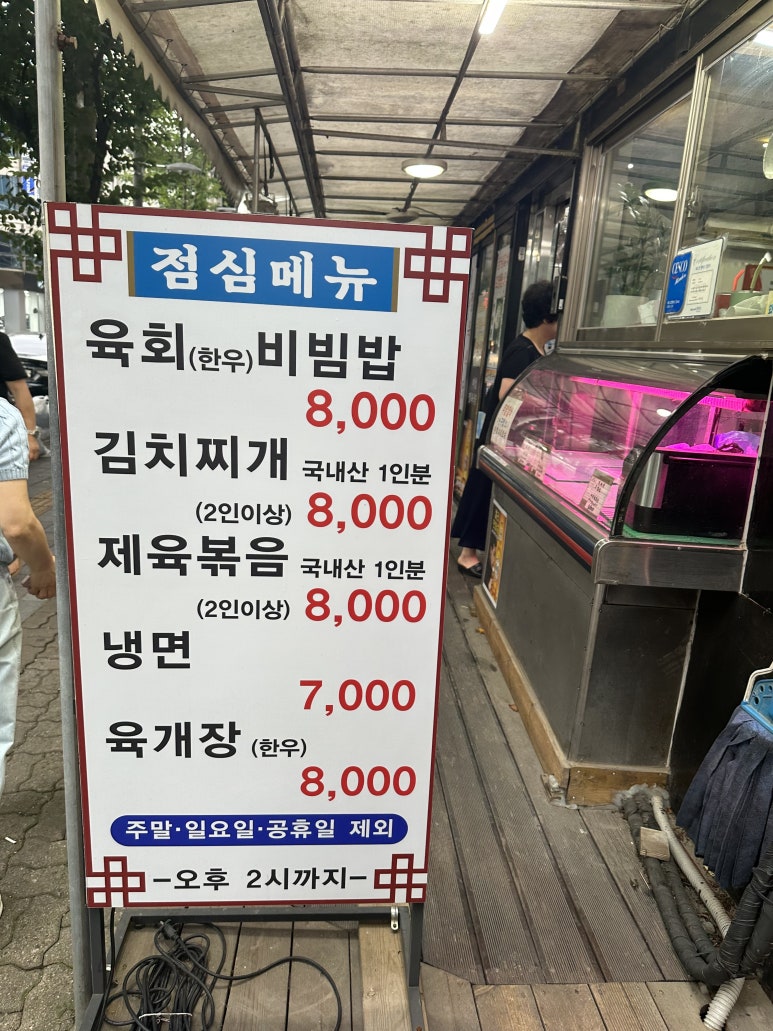 점심메뉴
육회(한우)비빔밥
8,000
김치찌개 국내산 1인분
(2인이상) 8,000
제육볶음 국내산 1인분
(2인이상) 8,000
냉면
7,000
육개장 (한우)
8,000
주말·일요일·공휴일 제외
-오후 2시까지-
CESCO